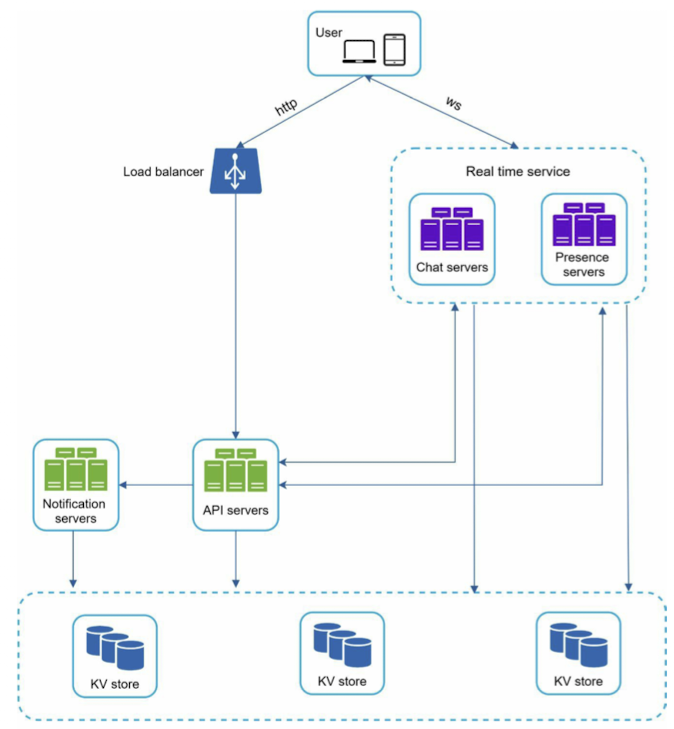 User
http
ws
Load balancer
Real time service
Chat servers
Presence
servers
Notification
servers
API servers
KV store
KV store
KV store